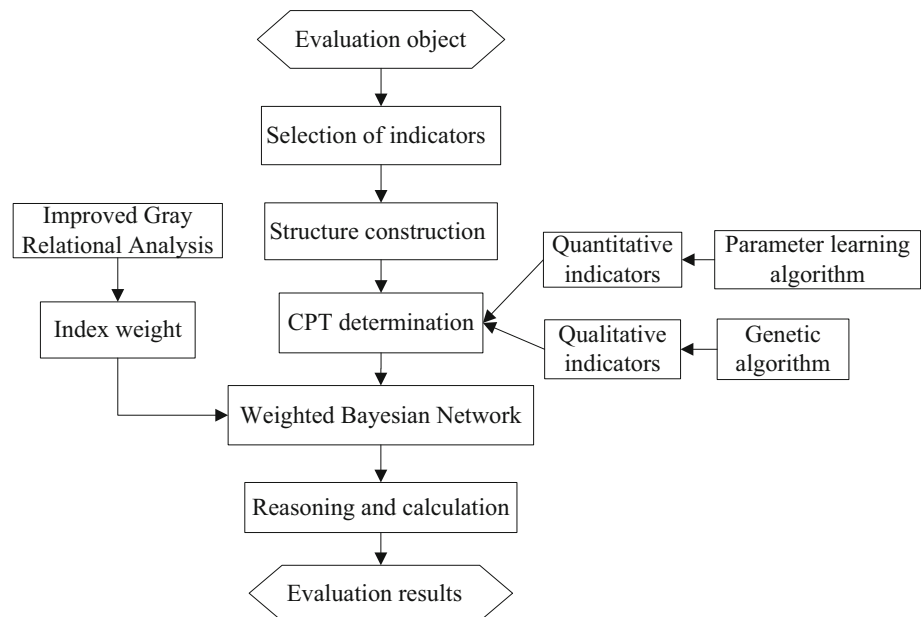 Evaluation object
Selection of indicators
Improved Gray
Relational Analysis
Structure construction
Quantitative
indicators
Parameter learning
algorithm
Index weight
CPT determination
Qualitative
indicators
Genetic
algorithm
Weighted Bayesian Network
Reasoning and calculation
Evaluation results